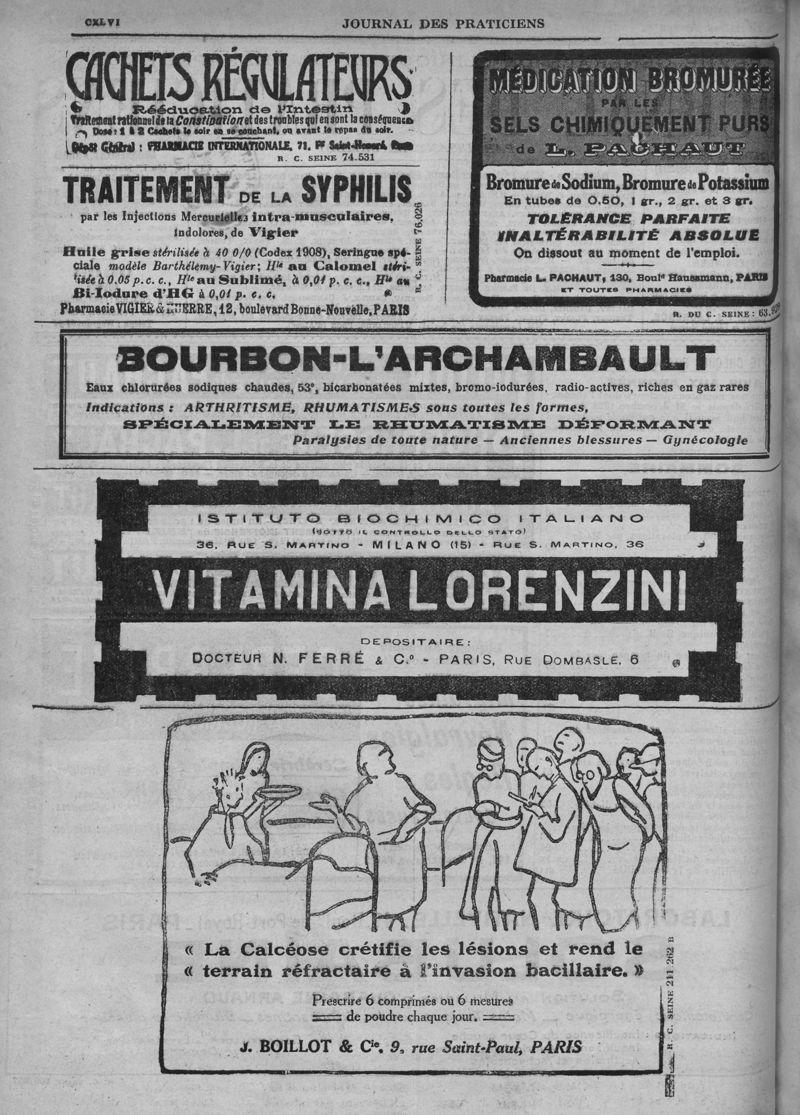 CXLVI
JOURNAL DES PRATICIENS
CACHETS RÉGULATEURS
Rééducation de l'Intestin
Traitement rationnel de la Constipation et des troubles qui en sont la conséquence
Dose: 1 à 2 Cachets le soir en se couchant, ou avant le repas du soir.
Dépôt Général : PHARMACIE INTERNATIONALE, 71, Fg Saint-Honoré, Paris
R. C. SEINE 74.531
TRAITEMENT DE LA SYPHILIS
par les Injections Mercurielles intra-musculaires,
Indolores, de Vigier
Huile grise stérilisée à 40 0/0 (Codex 1908), Seringue spé-
ciale modèle Barthélemy-Vigier; Hle au Calomel stéri-
lisée à 0,05 p. c. c., Hle au Sublimé, à 0,01 p. c. c., Hle au
Bi-Iodure d'HG à 0,01 p. c. c.
Pharmacie VIGIER & HUERRE, 12, boulevard Bonne-Nouvelle, PARIS
R. C. SEINE 76.026
MÉDICATION BROMURÉE
PAR LES
SELS CHIMIQUEMENT PURS
de L. PACHAUT
Bromure de Sodium, Bromure de Potassium
En tubes de 0.50, 1 gr., 2 gr. et 3 gr.
TOLÉRANCE PARFAITE
INALTÉRABILITÉ ABSOLUE
On dissout au moment de l'emploi.
Pharmacie L. PACHAUT, 130, Boulд Haussmann, PARIS
ET TOUTES PHARMACIES
R. DU C. SEINE : 63.
BOURBON-L'ARCHAMBAULT
Eaux chlorurées sodiques chaudes, 53°, bicarbonatées mixtes, bromo-iodurées, radio-actives, riches en gaz rares
Indications : ARTHRITISME, RHUMATISMES sous toutes les formes,
SPÉCIALEMENT LE RHUMATISME DÉFORMANT
Paralysies de toute nature — Anciennes blessures — Gynécologie
ISTITUTO BIOCHIMICO ITALIANO
(SOTTO IL CONTROLLO DELLO STATO)
36, RUE S. MARTINO - MILANO (15) - RUE S. MARTINO, 36
VITAMINA LORENZINI
DEPOSITAIRE:
DOCTEUR N. FERRÉ & C.º - PARIS, RUE DOMBASLE, 6
« La Calcéose crétifie les lésions et rend le
« terrain réfractaire à l'invasion bacillaire. »
Prescrire 6 comprimés ou 6 mesures
de poudre chaque jour.
J. BOILLOT & Cie, 9, rue Saint-Paul, PARIS
R. C. SEINE 211 262 B